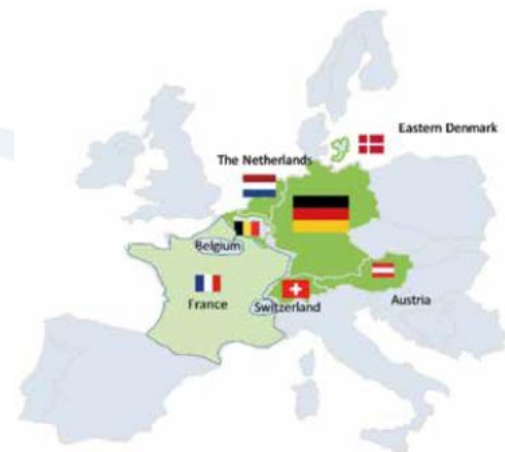 Eastern Denmark
The Netherlands
Belgium
France
Switzerland
Austria